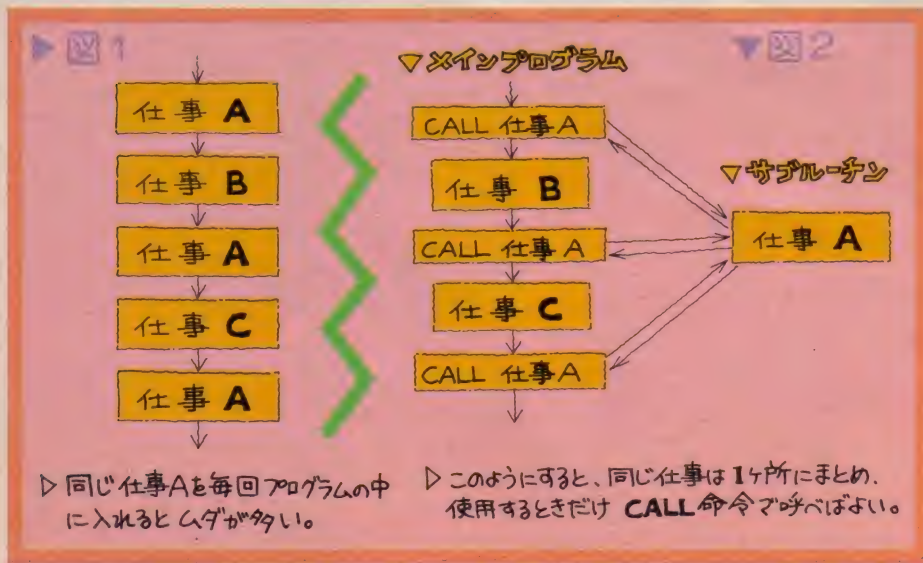 ▶図1
仕事 A
仕事 B
仕事 A
仕事 C
仕事 A
▷同じ仕事Aを毎回プログラムの中
に入れるとムダが多い。
▼図2
▼メインプログラム
CALL 仕事A
仕事 B
CALL 仕事A
仕事 C
CALL 仕事A
▼サブルーチン
仕事 A
▷このようにすると、同じ仕事は1ヶ所にまとめ、
使用するときだけ CALL命令で呼べばよい。